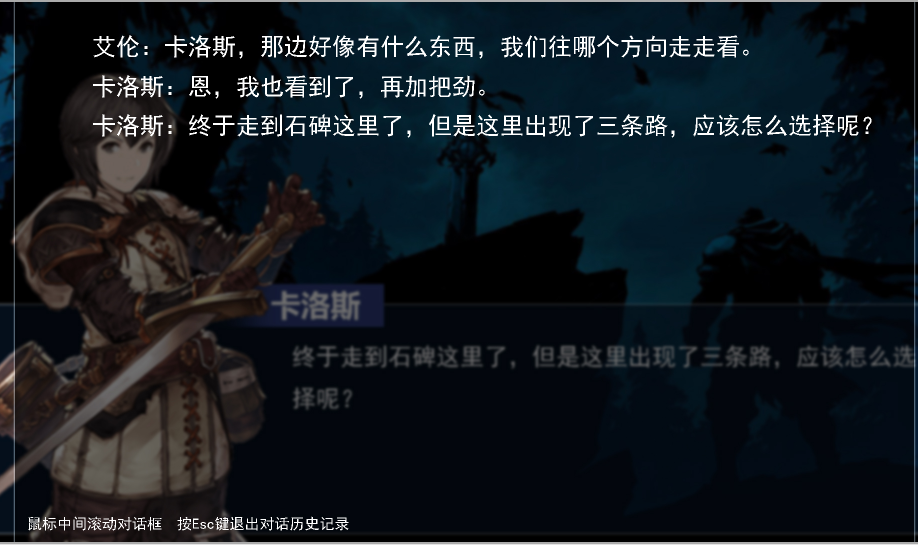 艾伦：卡洛斯，那边好像有什么东西，我们往哪个方向走走看。
卡洛斯：恩，我也看到了，再加把劲。
卡洛斯：终于走到石碑这里了，但是这里出现了三条路，应该怎么选择呢？
卡洛斯
终于走到石碑这里了，但是这里出现了三条路，应该怎么选
择呢？
鼠标中间滚动对话框 按Esc键退出对话历史记录